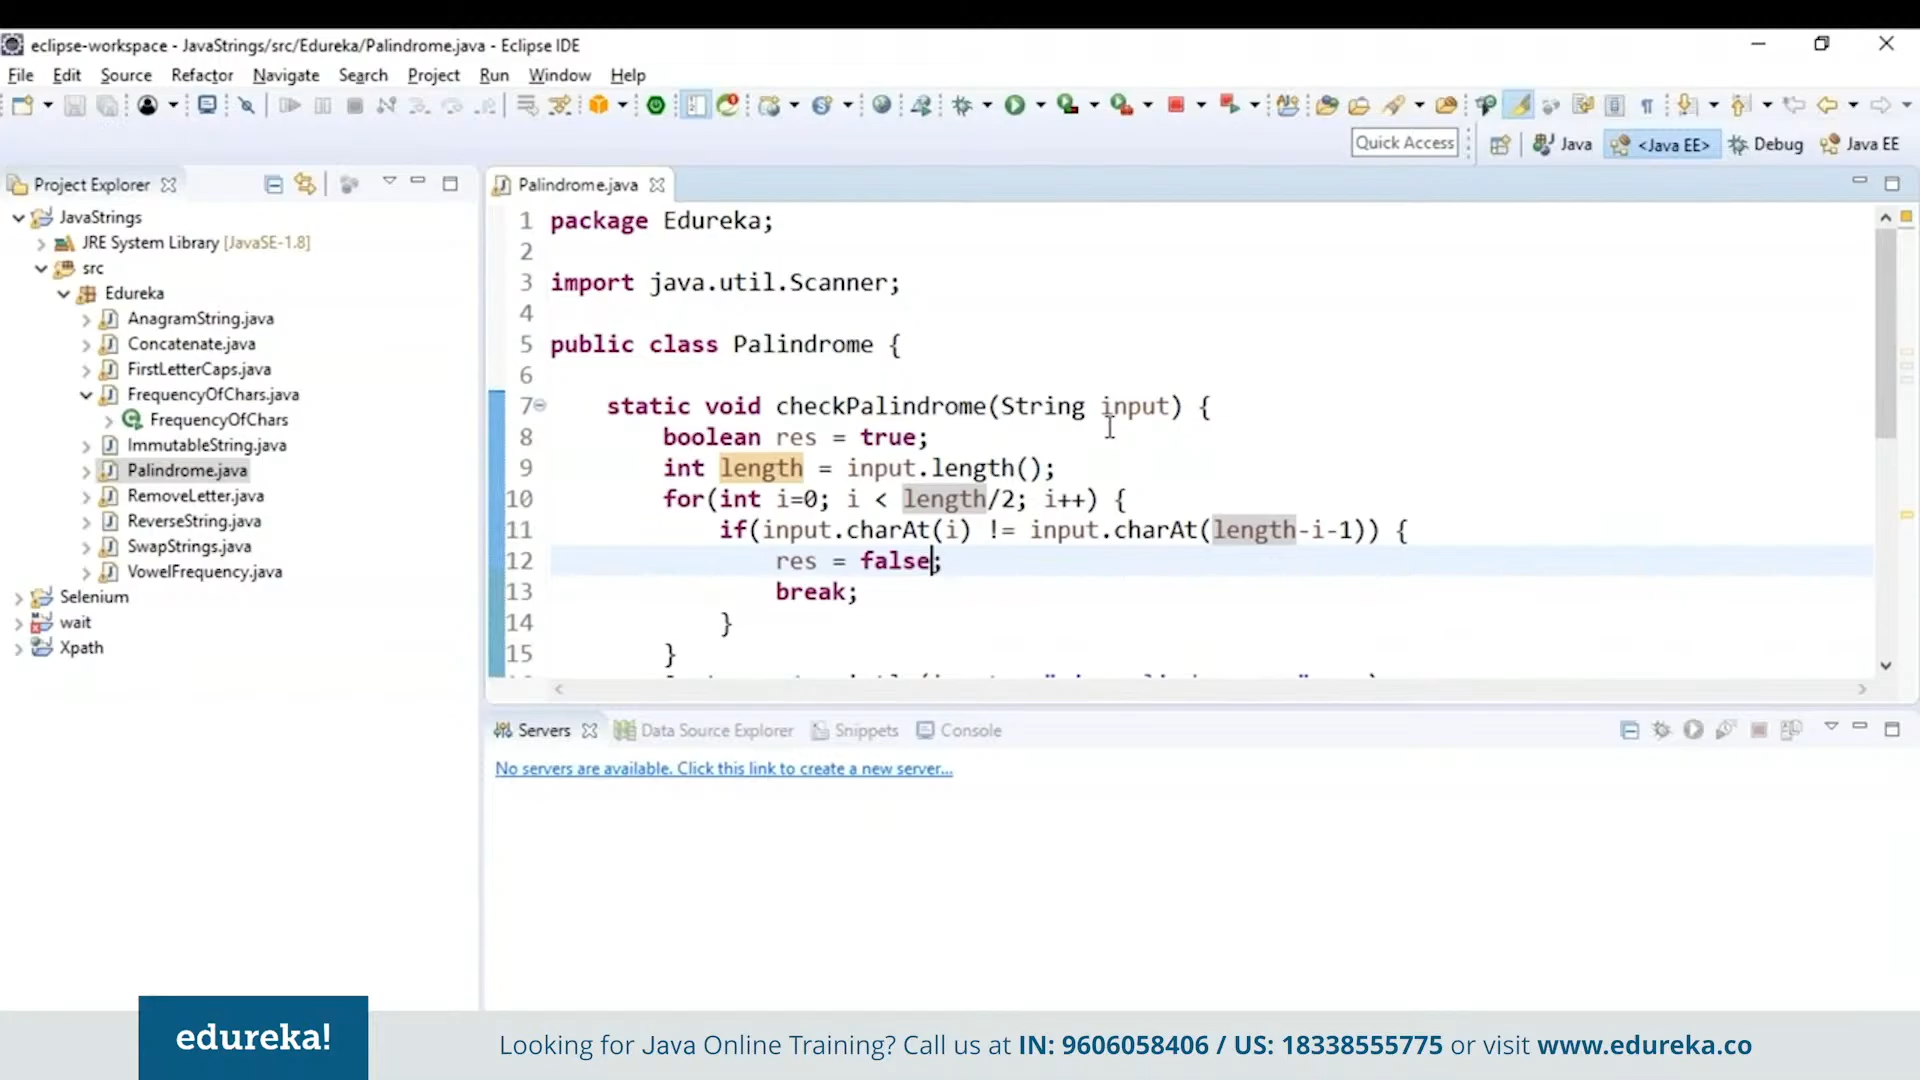 eclipse-workspace - JavaStrings/src/Edureka/Palindrome.java - Eclipse IDE
File Edit Source Refactor Navigate Search Project Run Window Help
Quick Access Java <Java EE> Debug Java EE
Project Explorer
JavaStrings
JRE System Library [JavaSE-1.8]
src
Edureka
AnagramString.java
Concatenate.java
FirstLetterCaps.java
FrequencyOfChars.java
FrequencyOfChars
ImmutableString.java
Palindrome.java
RemoveLetter.java
ReverseString.java
SwapStrings.java
VowelFrequency.java
Selenium
wait
Xpath
Palindrome.java
1 package Edureka;
2
3 import java.util.Scanner;
4
5 public class Palindrome {
6
7 static void checkPalindrome(String input) {
8 boolean res = true;
9 int length = input.length();
10 for(int i=0; i < length/2; i++) {
11 if(input.charAt(i) != input.charAt(length-i-1)) {
12 res = false;
13 break;
14 }
15 }
Servers Data Source Explorer Snippets Console
No servers are available. Click this link to create a new server...
edureka!
Looking for Java Online Training? Call us at IN: 9606058406 / US: 18338555775 or visit www.edureka.co